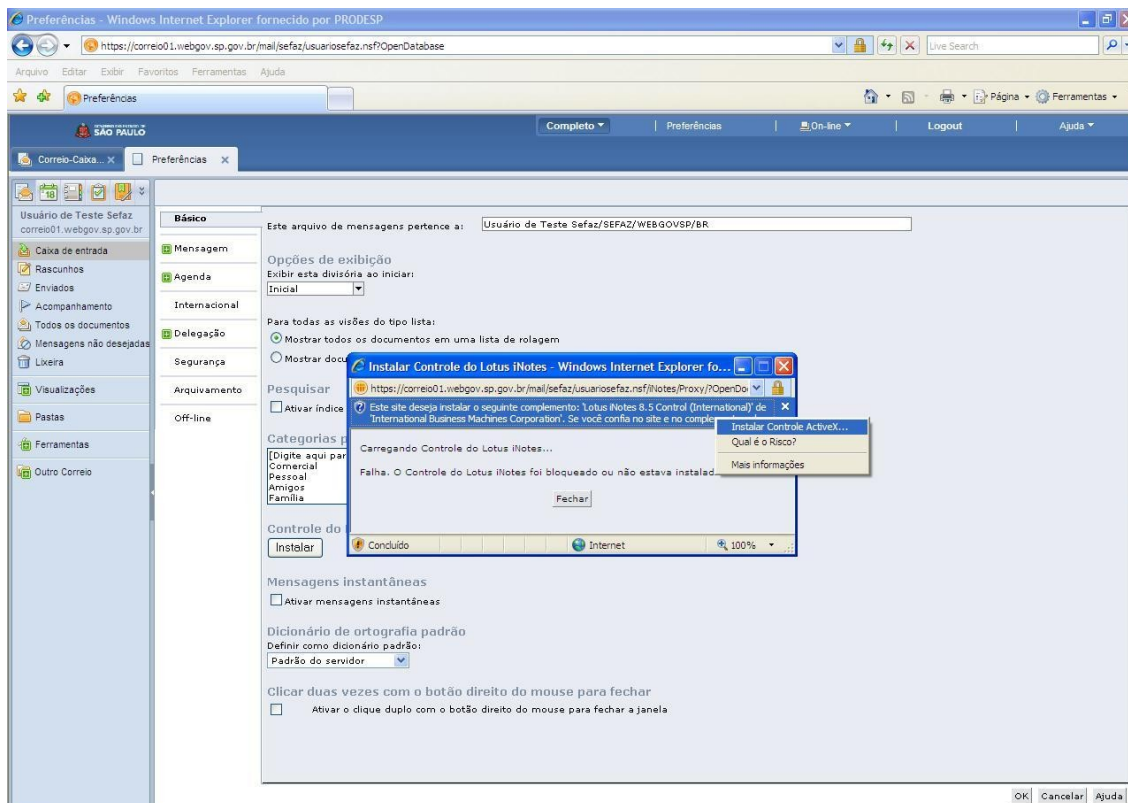 Preferências - Windows Internet Explorer fornecido por PRODESP
https://correio01.webgov.sp.gov.br/mail/sefaz/usuariosefaz.nsf?OpenDatabase
Live Search
Arquivo Editar Exibir Favoritos Ferramentas Ajuda
Preferências
Página
Ferramentas
SÃO PAULO
Completo
Preferências
On-line
Logout
Ajuda
Correio-Caixa...
Preferências
Usuário de Teste Sefaz
correio01.webgov.sp.gov.br
Caixa de entrada
Rascunhos
Enviados
Acompanhamento
Todos os documentos
Mensagens não desejadas
Lixeira
Visualizações
Pastas
Ferramentas
Outro Correio
Básico
Mensagem
Agenda
Internacional
Delegação
Segurança
Arquivamento
Off-line
Este arquivo de mensagens pertence a: Usuário de Teste Sefaz/SEFAZ/WEBGOVSP/BR
Opções de exibição
Exibir esta divisória ao iniciar:
Inicial
Para todas as visões do tipo lista:
Mostrar todos os documentos em uma lista de rolagem
Mostrar docu
Pesquisar
Ativar índice
Categorias p
[Digite aqui par
Comercial
Pessoal
Amigos
Família
Controle do
Instalar
Mensagens instantâneas
Ativar mensagens instantâneas
Dicionário de ortografia padrão
Definir como dicionário padrão:
Padrão do servidor
Clicar duas vezes com o botão direito do mouse para fechar
Ativar o clique duplo com o botão direito do mouse para fechar a janela
Instalar Controle do Lotus iNotes - Windows Internet Explorer fo...
https://correio01.webgov.sp.gov.br/mail/sefaz/usuariosefaz.nsf/iNotes/Proxy/?OpenDo
Este site deseja instalar o seguinte complemento: 'Lotus iNotes 8.5 Control (International)' de
'International Business Machines Corporation'. Se você confia no site e no comple
Instalar Controle ActiveX...
Qual é o Risco?
Mais informações
Carregando Controle do Lotus iNotes...
Falha. O Controle do Lotus iNotes foi bloqueado ou não estava instalad
Fechar
Concluído
Internet
100%
OK Cancelar Ajuda